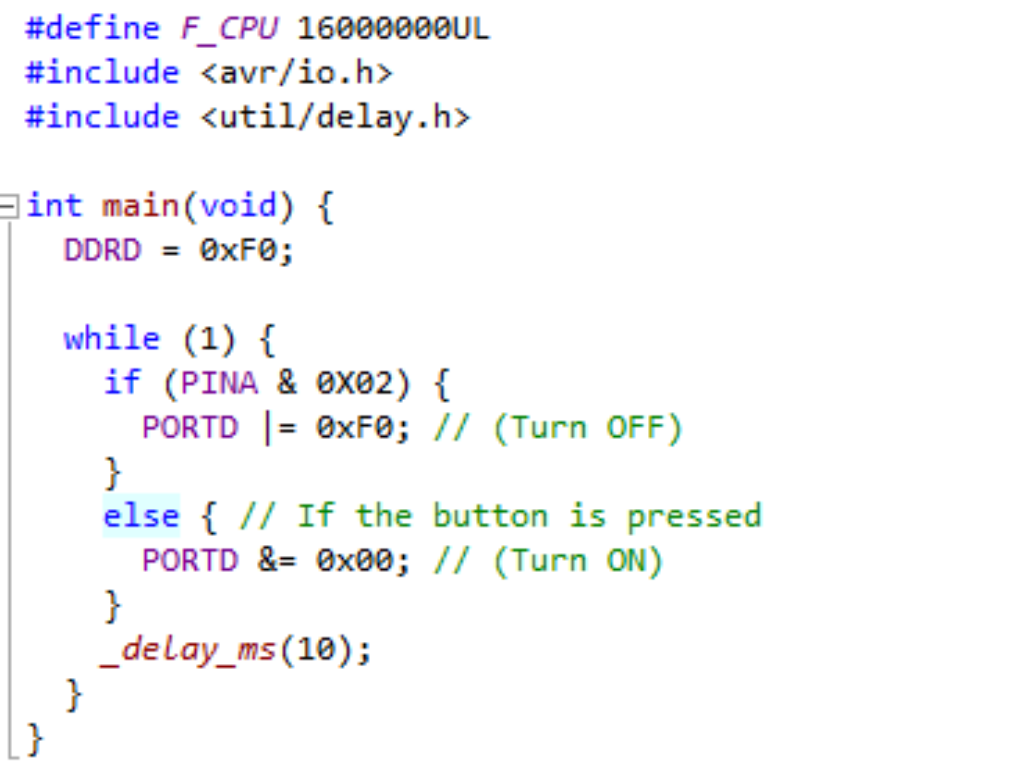 #define F_CPU 16000000UL
#include <avr/io.h>
#include <util/delay.h>

int main(void) {
  DDRD = 0xF0;

  while (1) {
    if (PINA & 0X02) {
      PORTD |= 0xF0; // (Turn OFF)
    }
    else { // If the button is pressed
      PORTD &= 0x00; // (Turn ON)
    }
    _delay_ms(10);
  }
}